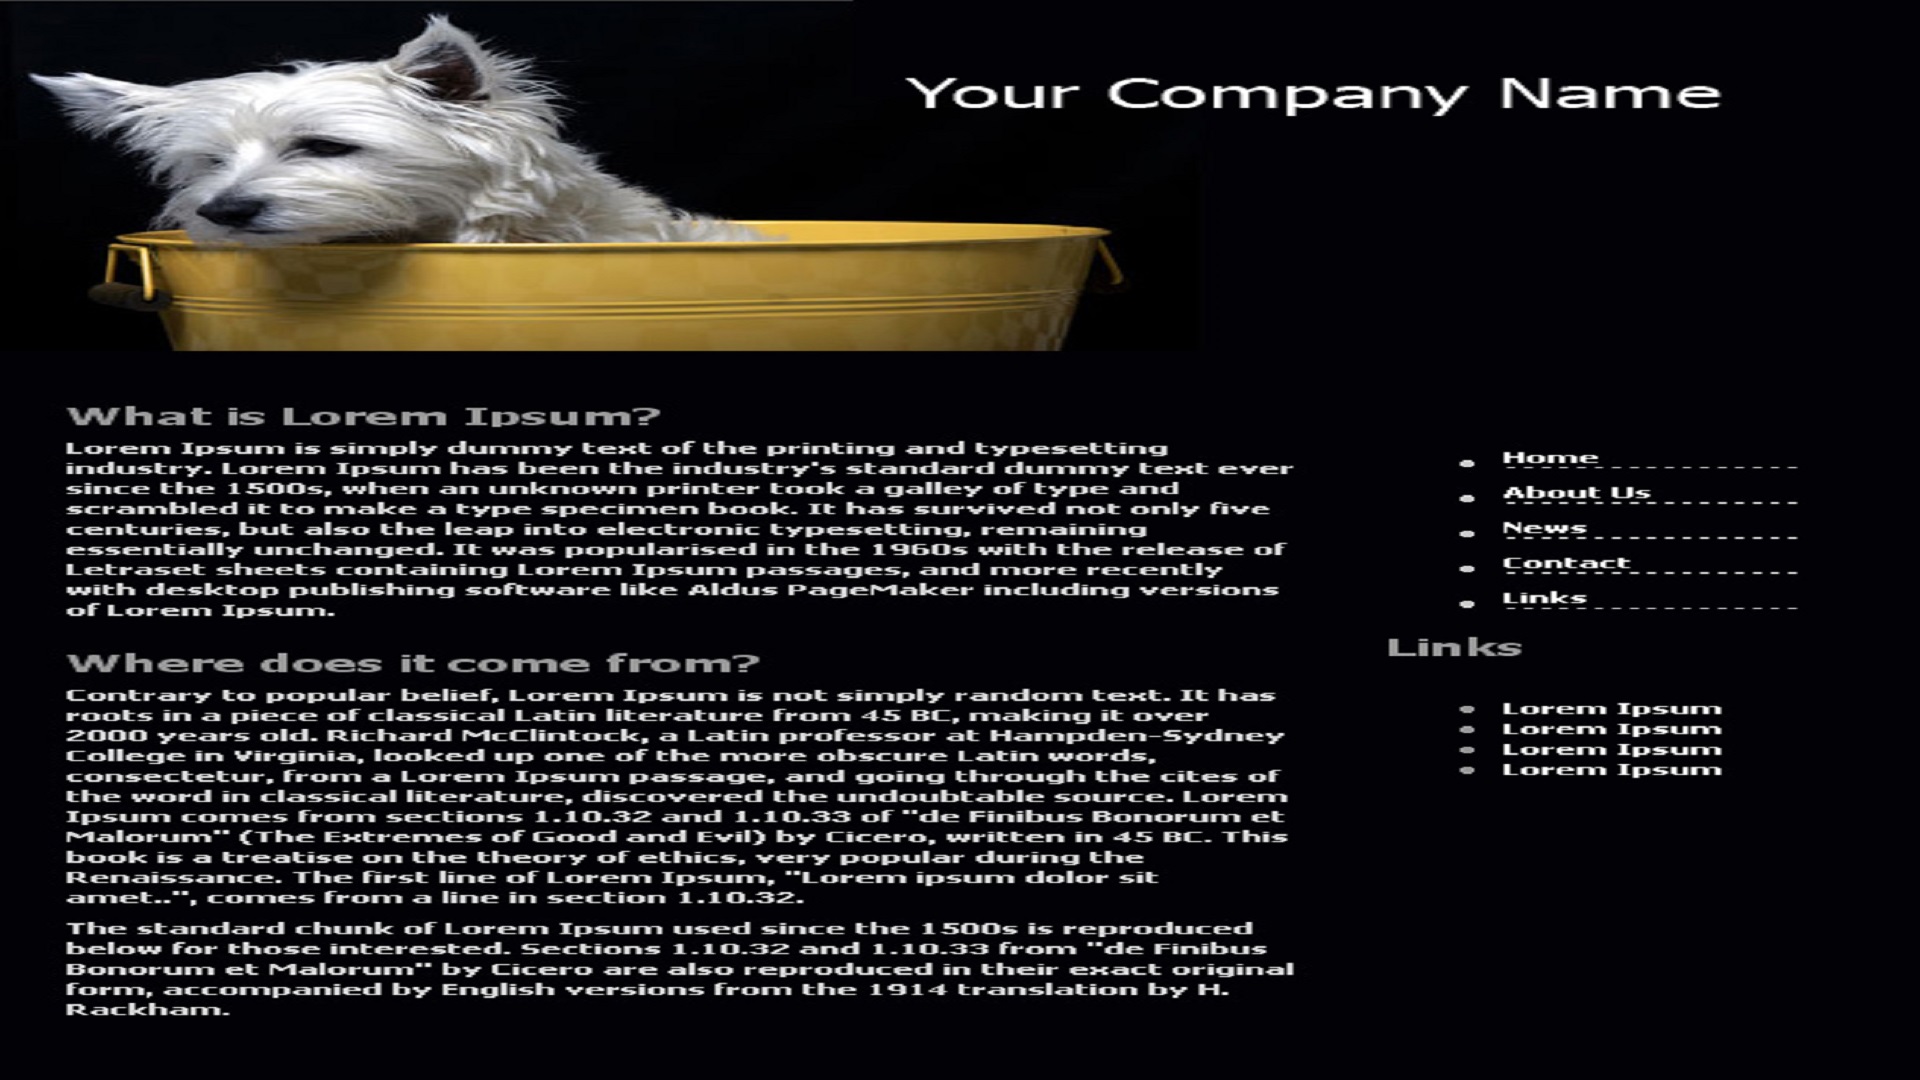 Your Company Name
What is Lorem Ipsum?
Lorem Ipsum is simply dummy text of the printing and typesetting
industry. Lorem Ipsum has been the industry's standard dummy text ever
since the 1500s, when an unknown printer took a galley of type and
scrambled it to make a type specimen book. It has survived not only five
centuries, but also the leap into electronic typesetting, remaining
essentially unchanged. It was popularised in the 1960s with the release of
Letraset sheets containing Lorem Ipsum passages, and more recently
with desktop publishing software like Aldus PageMaker including versions
of Lorem Ipsum.
Where does it come from?
Contrary to popular belief, Lorem Ipsum is not simply random text. It has
roots in a piece of classical Latin literature from 45 BC, making it over
2000 years old. Richard McClintock, a Latin professor at Hampden-Sydney
College in Virginia, looked up one of the more obscure Latin words,
consectetur, from a Lorem Ipsum passage, and going through the cites of
the word in classical literature, discovered the undoubtable source. Lorem
Ipsum comes from sections 1.10.32 and 1.10.33 of "de Finibus Bonorum et
Malorum" (The Extremes of Good and Evil) by Cicero, written in 45 BC. This
book is a treatise on the theory of ethics, very popular during the
Renaissance. The first line of Lorem Ipsum, "Lorem ipsum dolor sit
amet..", comes from a line in section 1.10.32.
The standard chunk of Lorem Ipsum used since the 1500s is reproduced
below for those interested. Sections 1.10.32 and 1.10.33 from "de Finibus
Bonorum et Malorum" by Cicero are also reproduced in their exact original
form, accompanied by English versions from the 1914 translation by H.
Rackham.
Home
About Us
News
Contact
Links
Links
Lorem Ipsum
Lorem Ipsum
Lorem Ipsum
Lorem Ipsum